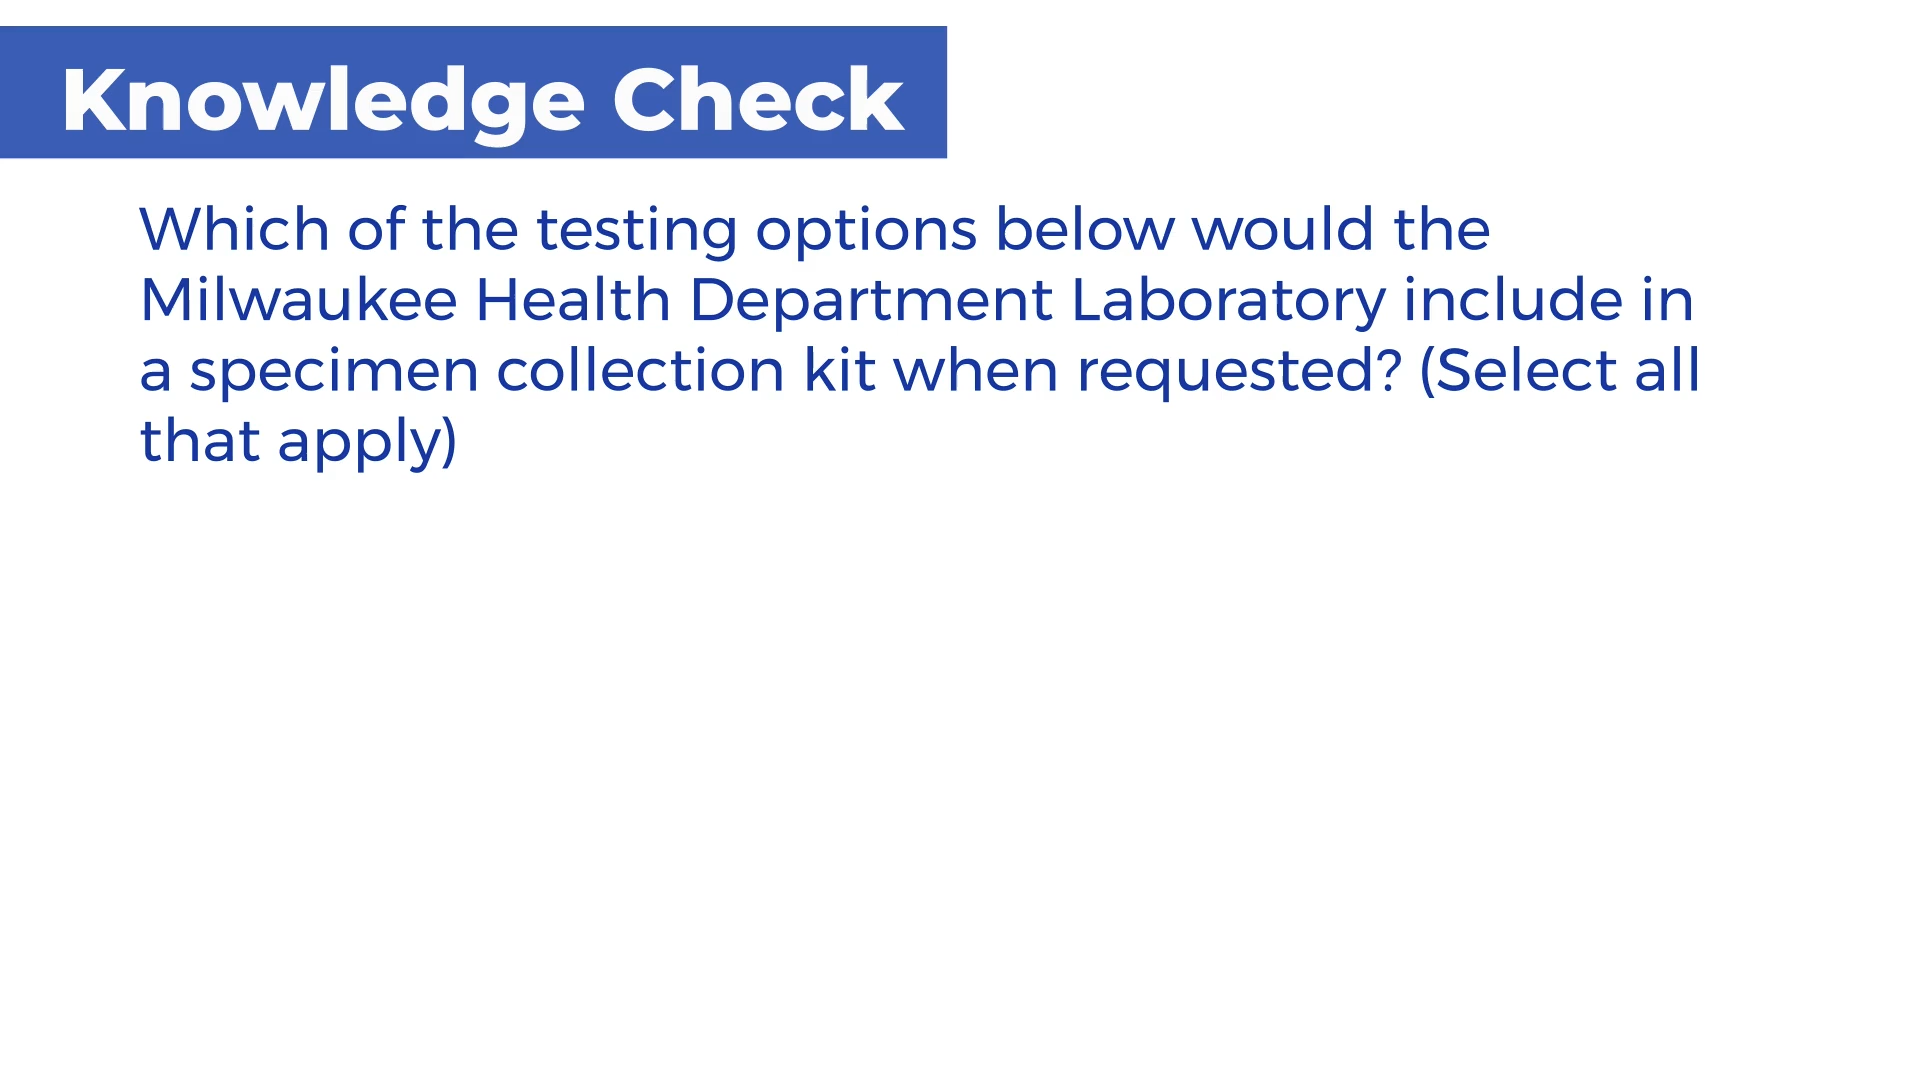 Knowledge Check
Which of the testing options below would the
Milwaukee Health Department Laboratory include in
a specimen collection kit when requested? (Select all
that apply)